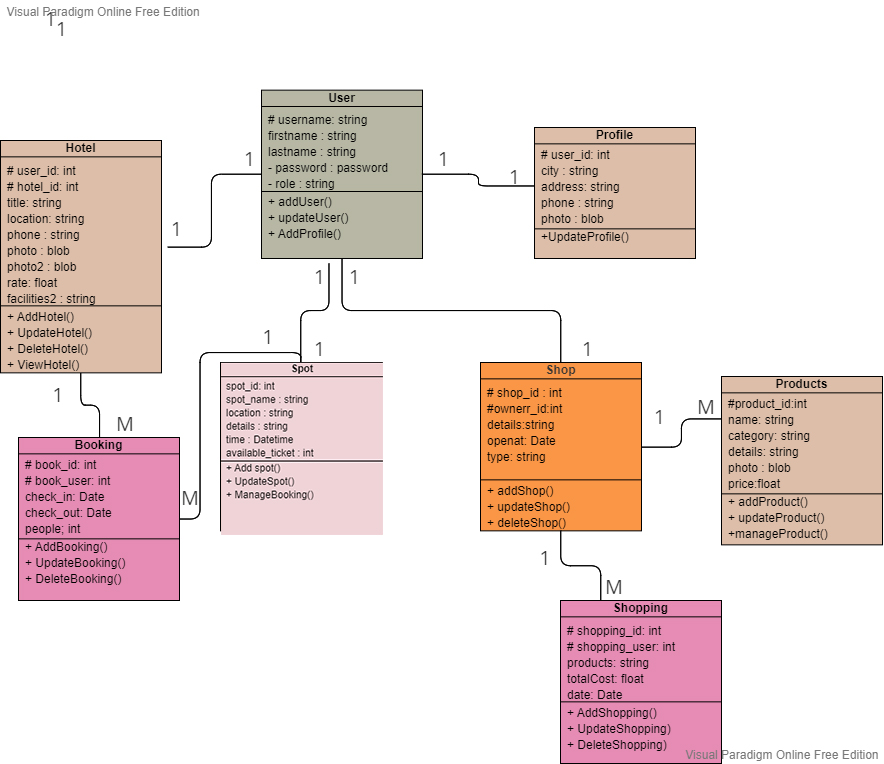 Visual Paradigm Online Free Edition
1
1
User
# username: string
firstname : string
lastname : string
- password : password
- role : string
+ addUser()
+ updateUser()
+ AddProfile()
Profile
# user_id: int
city : string
address: string
phone : string
photo : blob
+UpdateProfile()
Hotel
# user_id: int
# hotel_id: int
title: string
location: string
phone : string
photo : blob
photo2 : blob
rate: float
facilities2 : string
+ AddHotel()
+ UpdateHotel()
+ DeleteHotel()
+ ViewHotel()
1
1
1
1
1
1
1
1
1
1
M
M
Spot
spot_id: int
spot_name : string
location : string
details : string
time : Datetime
available_ticket : int
+ Add spot()
+ UpdateSpot()
+ ManageBooking()
Shop
# shop_id : int
#ownerr_id:int
details:string
openat: Date
type: string
+ addShop()
+ updateShop()
+ deleteShop()
1
M
Products
#product_id:int
name: string
category: string
details: string
photo : blob
price:float
+ addProduct()
+ updateProduct()
+manageProduct()
Booking
# book_id: int
# book_user: int
check_in: Date
check_out: Date
people; int
+ AddBooking()
+ UpdateBooking()
+ DeleteBooking()
1
M
Shopping
# shopping_id: int
# shopping_user: int
products: string
totalCost: float
date: Date
+ AddShopping()
+ UpdateShopping)
+ DeleteShopping)
Visual Paradigm Online Free Edition